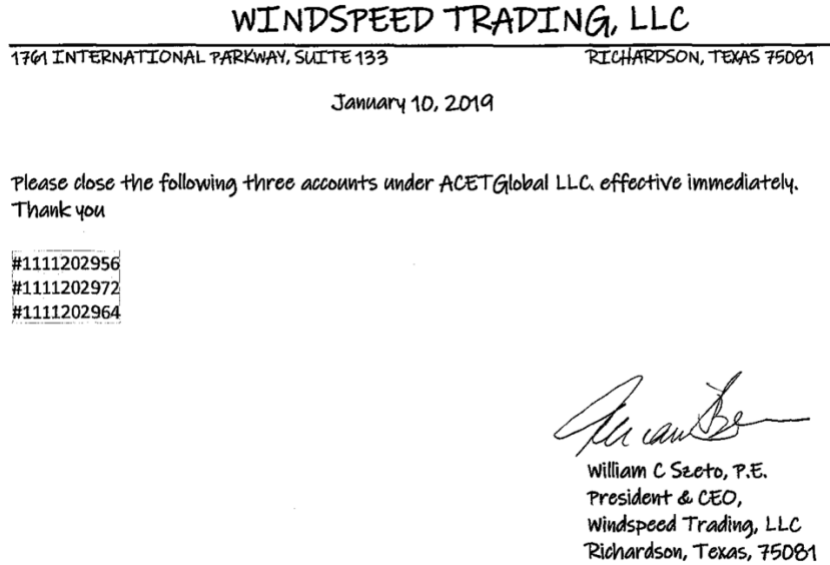 WINDSPEED TRADING, LLC
1761 INTERNATIONAL PARKWAY, SUITE 133 RICHARDSON, TEXAS 75081
January 10, 2019
Please close the following three accounts under ACET Global LLC, effective immediately.
Thank you
#1111202956
#1111202972
#1111202964
William C Szeto, P.E.
President & CEO,
Windspeed Trading, LLC
Richardson, Texas, 75081